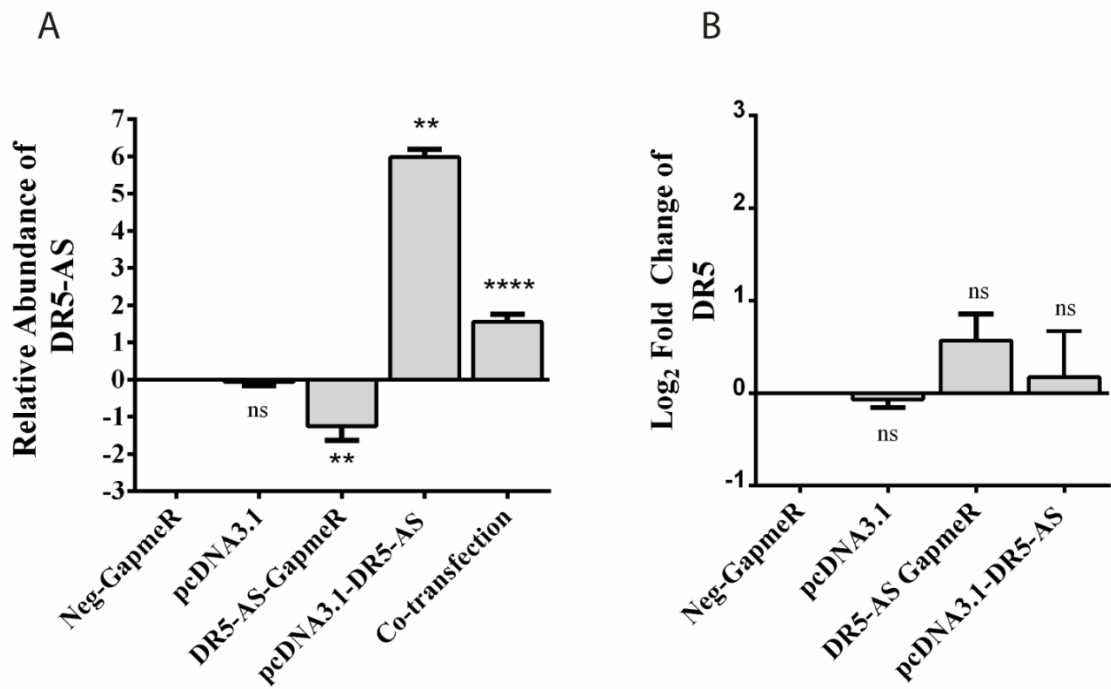 A
Relative Abundance of
DR5-AS
7
6
5
4
3
2
1
0
-1
-2
-3
ns
**
**
****
Neg-GapmeR
pcDNA3.1
DR5-AS-GapmeR
pcDNA3.1-DR5-AS
Co-transfection
B
Log₂ Fold Change of
DR5
3
2
1
0
-1
ns
ns
ns
Neg-GapmeR
pcDNA3.1
DR5-AS GapmeR
pcDNA3.1-DR5-AS